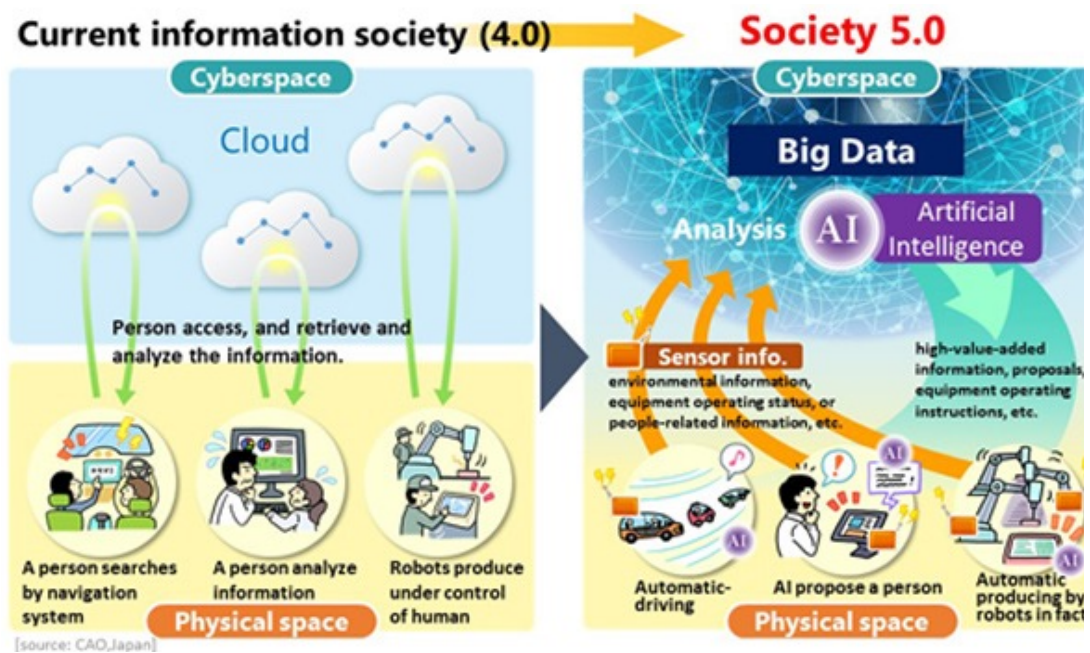 Current information society (4.0)
Society 5.0
Cyberspace
Cloud
Person access, and retrieve and
analyze the information.
A person searches
by navigation
system
A person analyze
information
Robots produce
under control
of human
Physical space
[source: CAO,Japan]
Cyberspace
Big Data
Analysis
AI
Artificial
Intelligence
Sensor info.
environmental information,
equipment operating status, or
people-related information, etc.
high-value-added
information, proposals,
equipment operating
instructions, etc.
AI
AI
AI
Automatic-
driving
AI propose a person
Automatic
producing by
robots in fact
Physical space